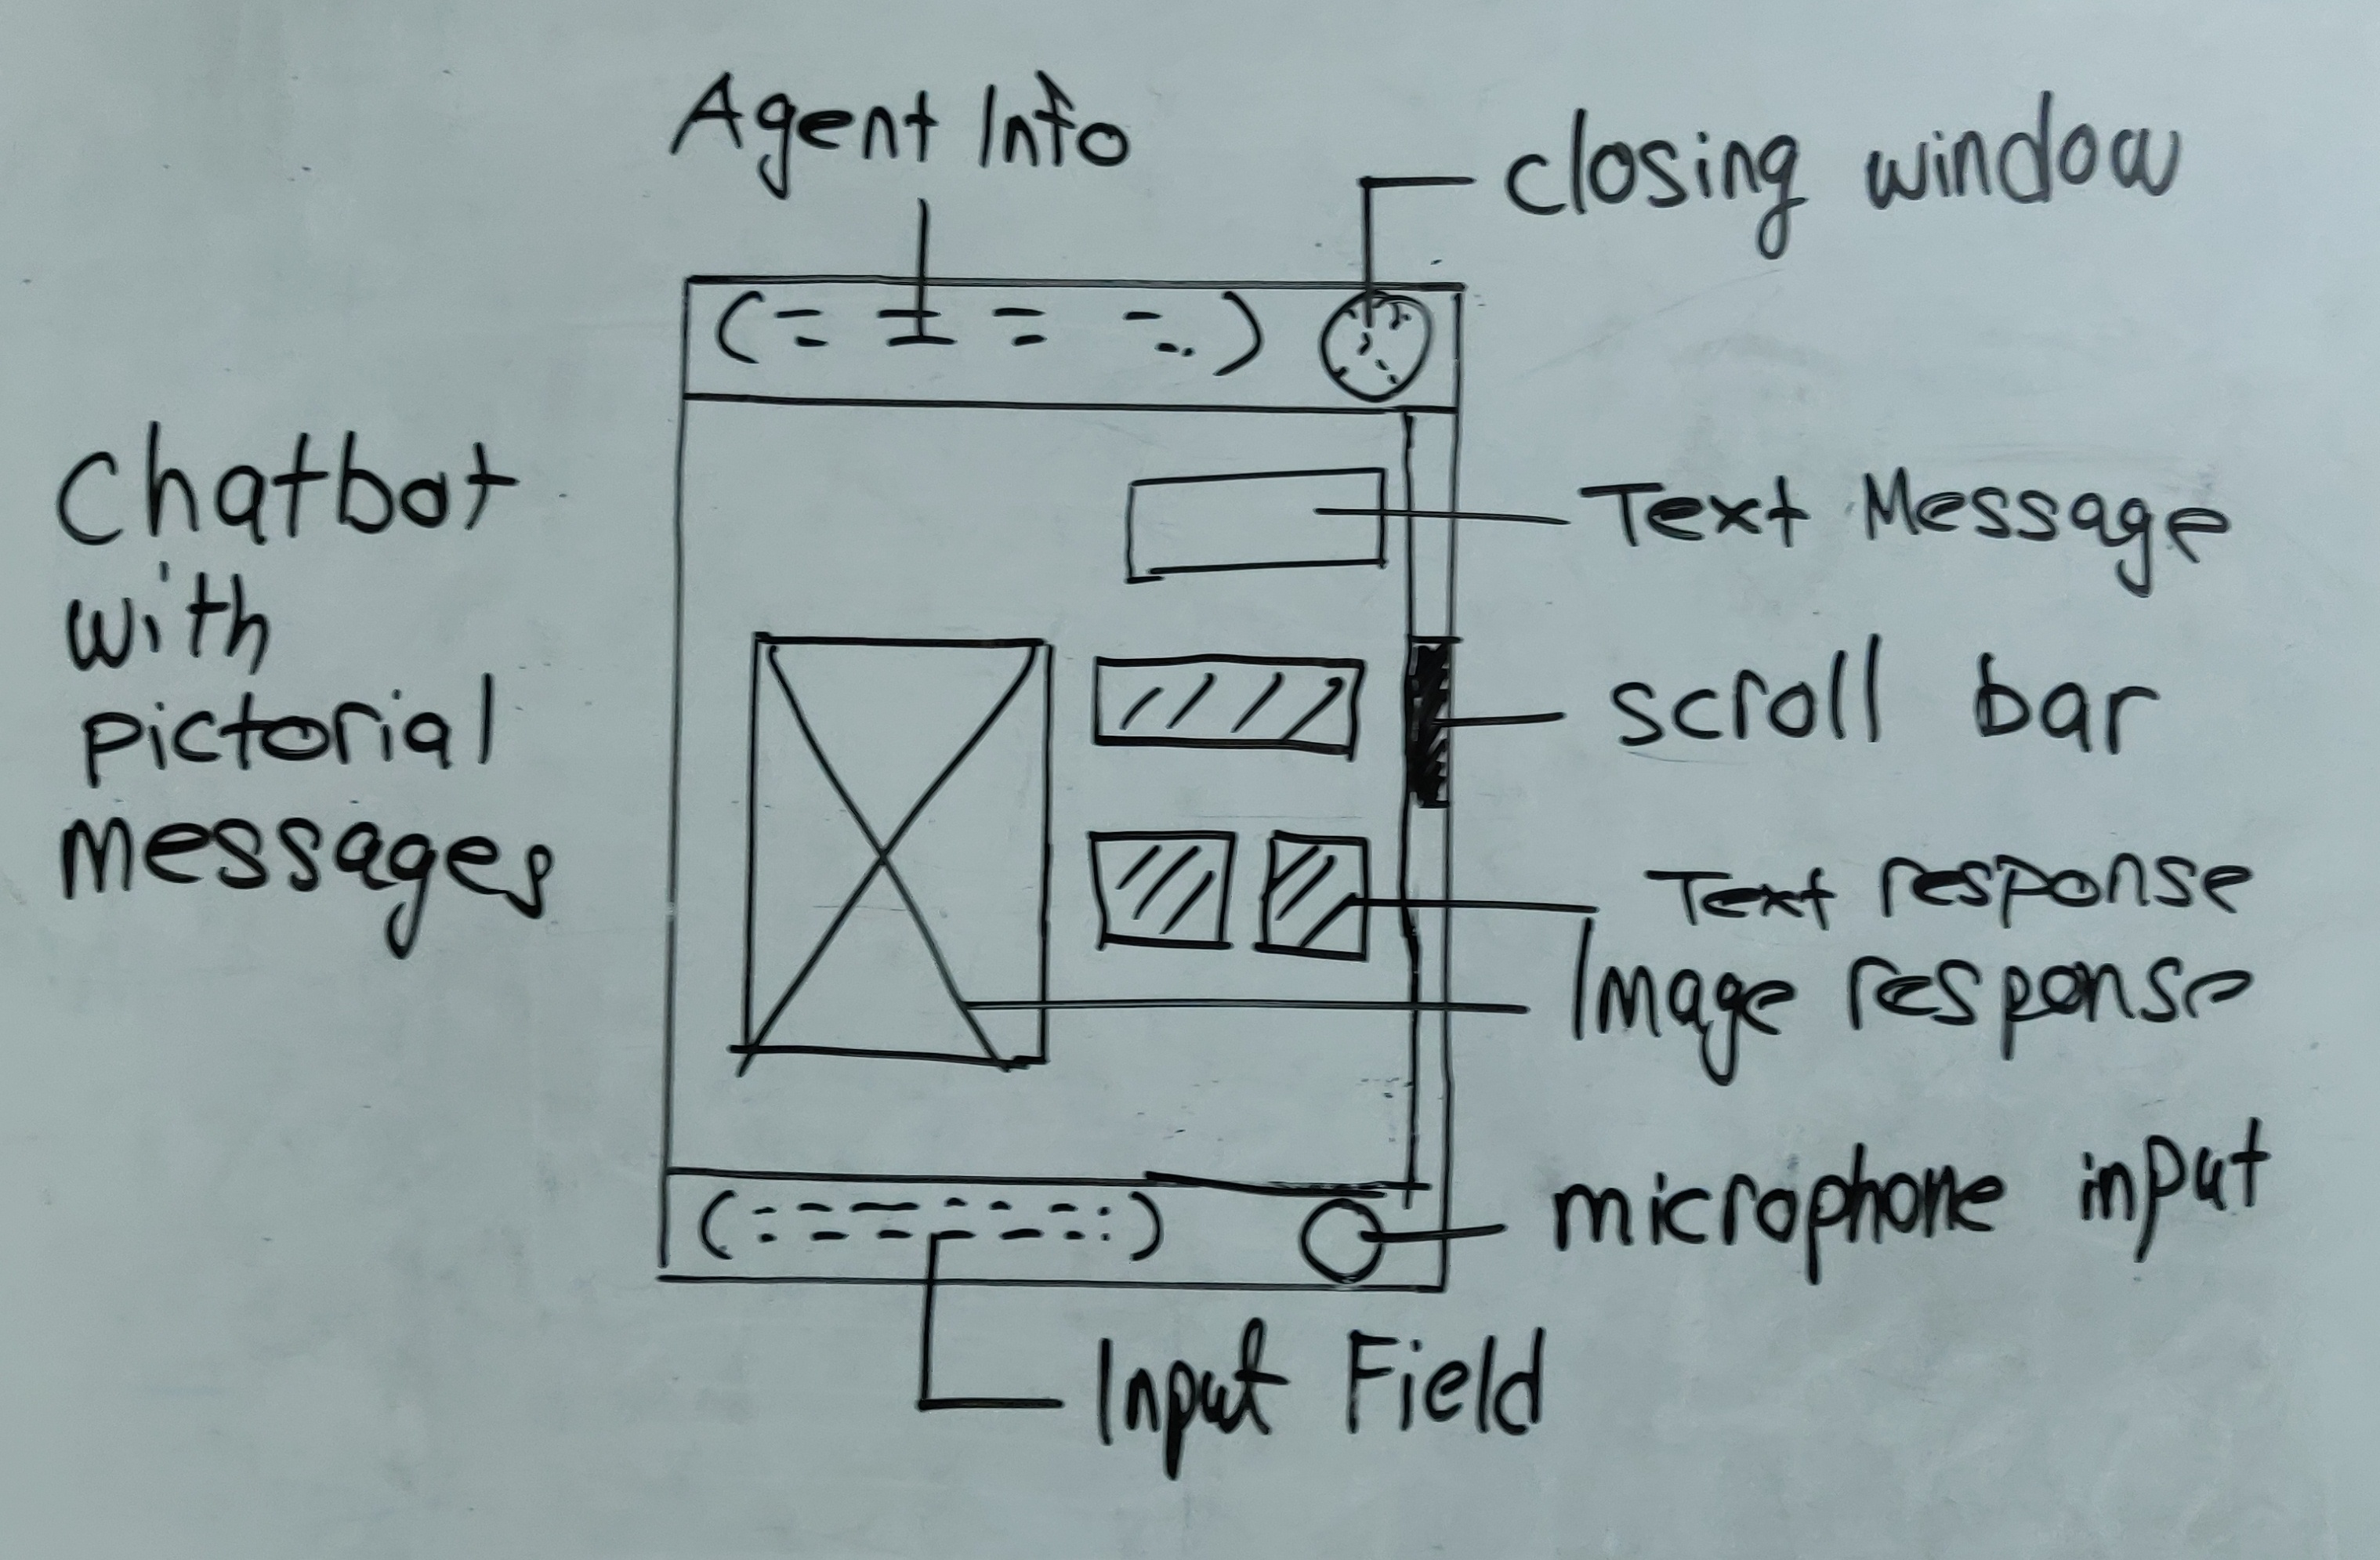 Agent Info
closing window
Chatbot
with
pictorial
messages
Text Message
scroll bar
Text response
Image response
microphone input
Input Field